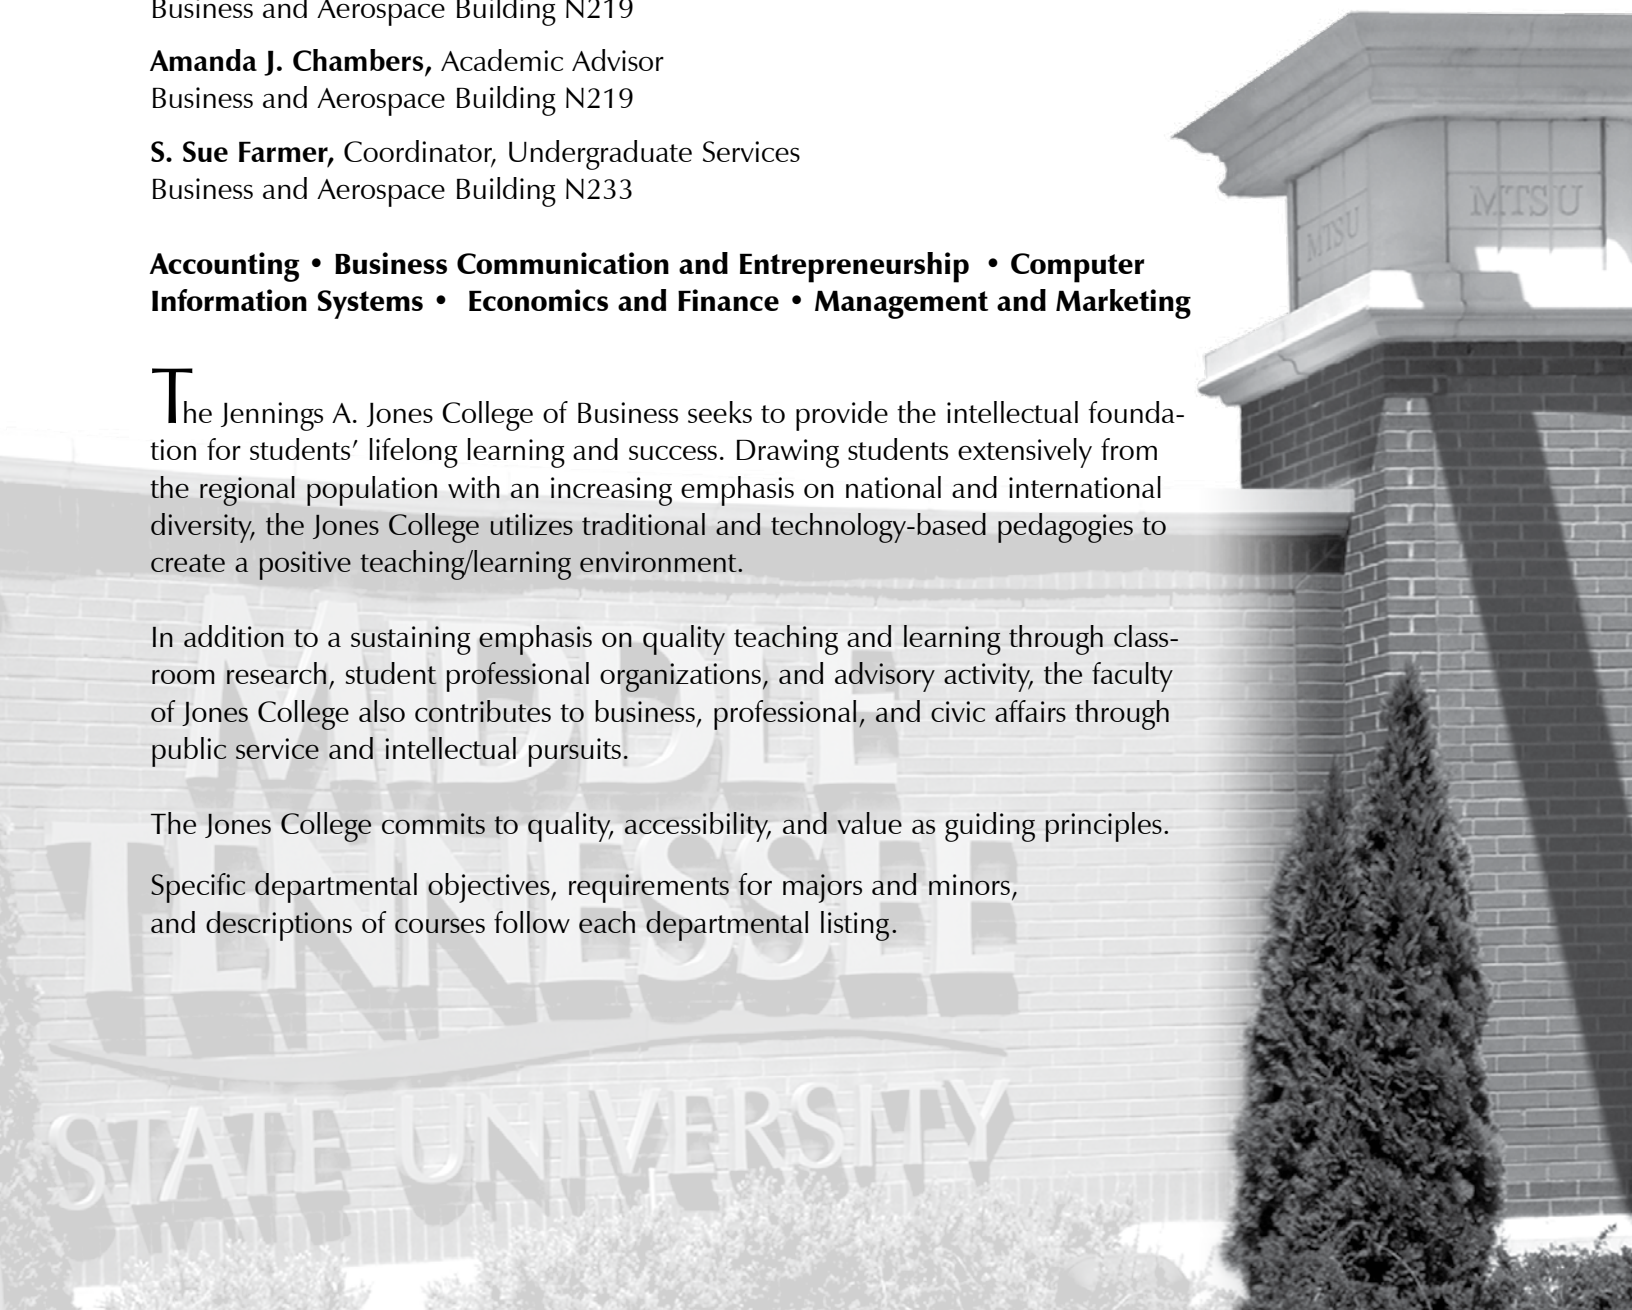 Business and Aerospace Building N219
Amanda J. Chambers, Academic Advisor
Business and Aerospace Building N219
S. Sue Farmer, Coordinator, Undergraduate Services
Business and Aerospace Building N233
Accounting • Business Communication and Entrepreneurship • Computer
Information Systems • Economics and Finance • Management and Marketing
The Jennings A. Jones College of Business seeks to provide the intellectual founda-
tion for students’ lifelong learning and success. Drawing students extensively from
the regional population with an increasing emphasis on national and international
diversity, the Jones College utilizes traditional and technology-based pedagogies to
create a positive teaching/learning environment.
In addition to a sustaining emphasis on quality teaching and learning through class-
room research, student professional organizations, and advisory activity, the faculty
of Jones College also contributes to business, professional, and civic affairs through
public service and intellectual pursuits.
The Jones College commits to quality, accessibility, and value as guiding principles.
Specific departmental objectives, requirements for majors and minors,
and descriptions of courses follow each departmental listing.
MTSU
MTSU
MIDDLE
TENNESSEE
STATE UNIVERSITY